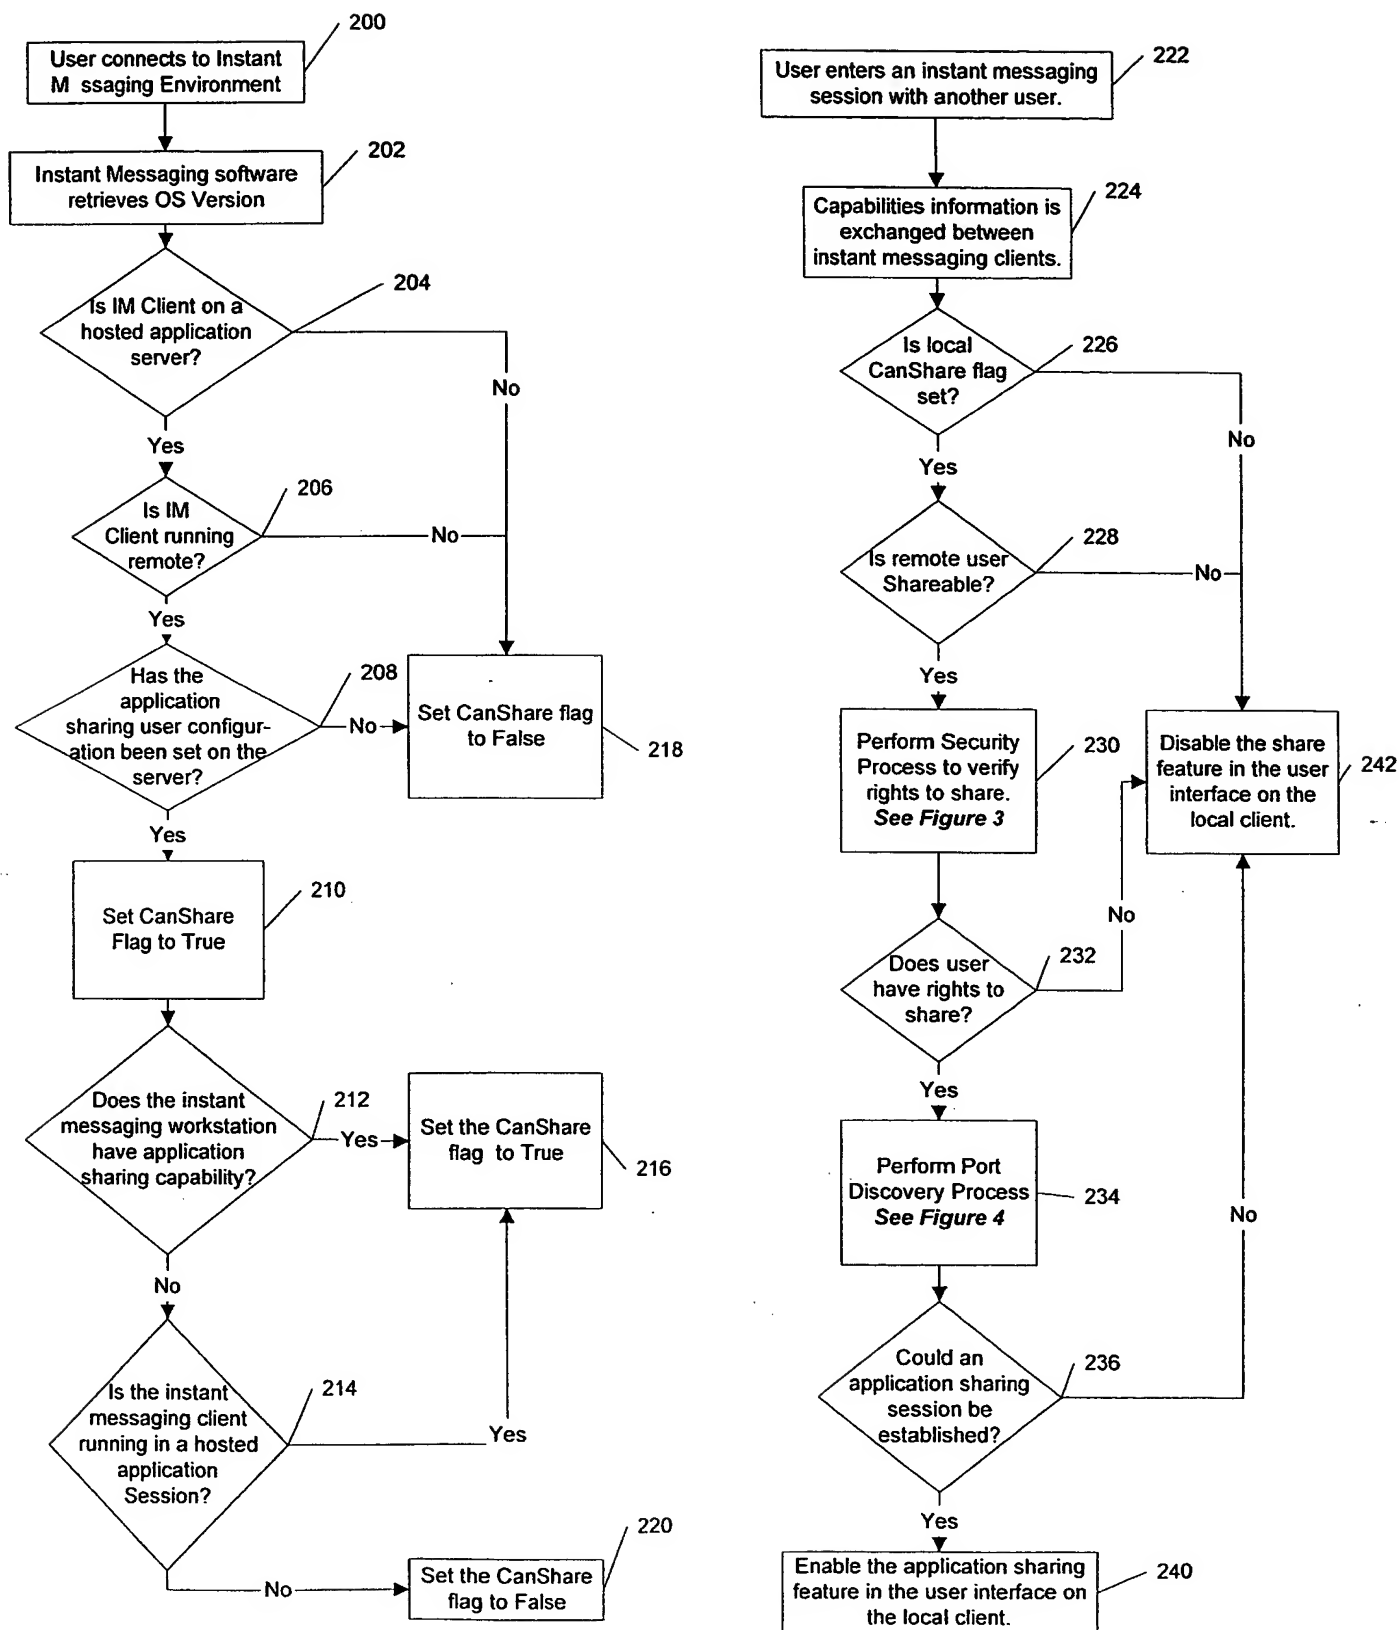 200
User connects to Instant
M ssaging Environment
202
Instant Messaging software
retrieves OS Version
204
Is IM Client on a
hosted application
server?
No
Yes
206
Is IM
Client running
remote?
No
Yes
208
Has the
application
sharing user configur-
ation been set on the
server?
No
Set CanShare flag
to False
218
Yes
210
Set CanShare
Flag to True
212
Does the instant
messaging workstation
have application
sharing capability?
Yes
Set the CanShare
flag to True
216
No
214
Is the instant
messaging client
running in a hosted
application
Session?
Yes
220
No
Set the CanShare
flag to False
222
User enters an instant messaging
session with another user.
224
Capabilities information is
exchanged between
instant messaging clients.
226
Is local
CanShare flag
set?
No
Yes
228
Is remote user
Shareable?
No
Yes
230
Perform Security
Process to verify
rights to share.
See Figure 3
Disable the share
feature in the user
interface on the
local client.
242
No
232
Does user
have rights to
share?
Yes
Perform Port
Discovery Process
See Figure 4
234
No
236
Could an
application sharing
session be
established?
Yes
Enable the application sharing
feature in the user interface on
the local client.
240